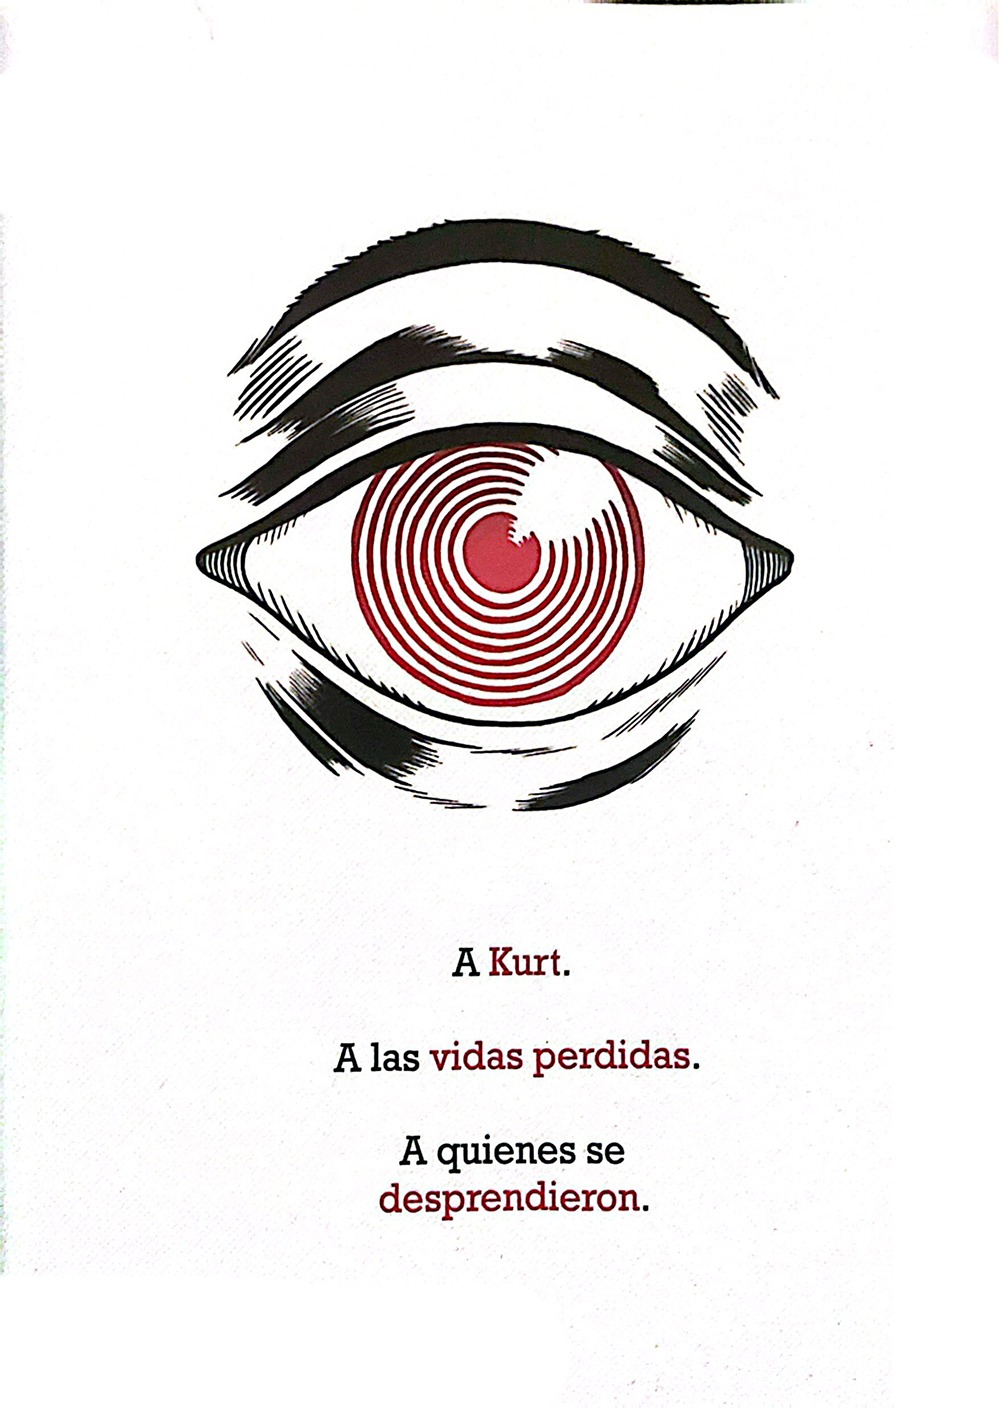 A Kurt.
A las vidas perdidas.
A quienes se
desprendieron.